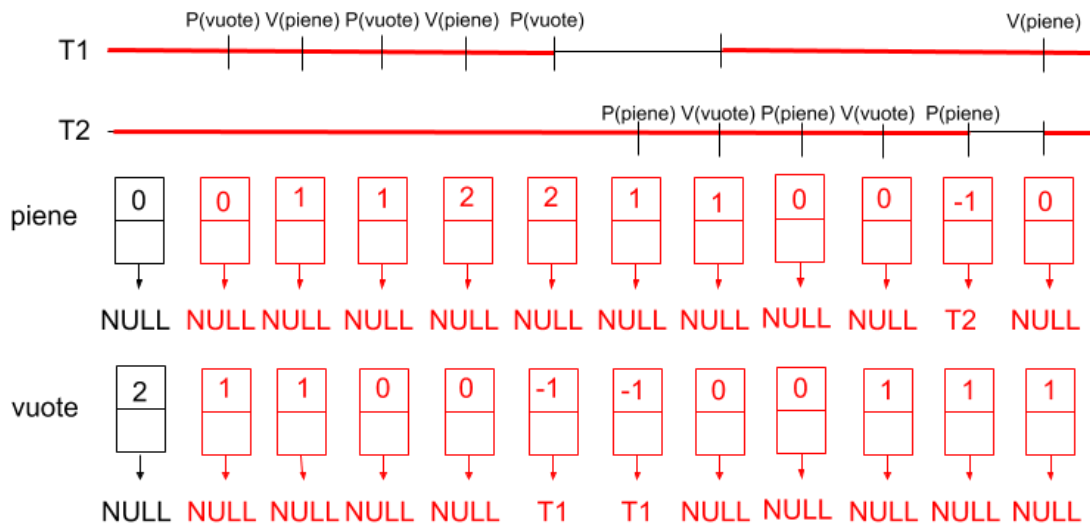 P(vuote) V(piene) P(vuote) V(piene) P(vuote) V(piene)
T1
P(piene) V(vuote) P(piene) V(vuote) P(piene)
T2
0 0 1 1 2 2 1 1 0 0 -1 0
piene
NULL NULL NULL NULL NULL NULL NULL NULL NULL NULL T2 NULL
2 1 1 0 0 -1 -1 0 0 1 1 1
vuote
NULL NULL NULL NULL NULL T1 T1 NULL NULL NULL NULL NULL